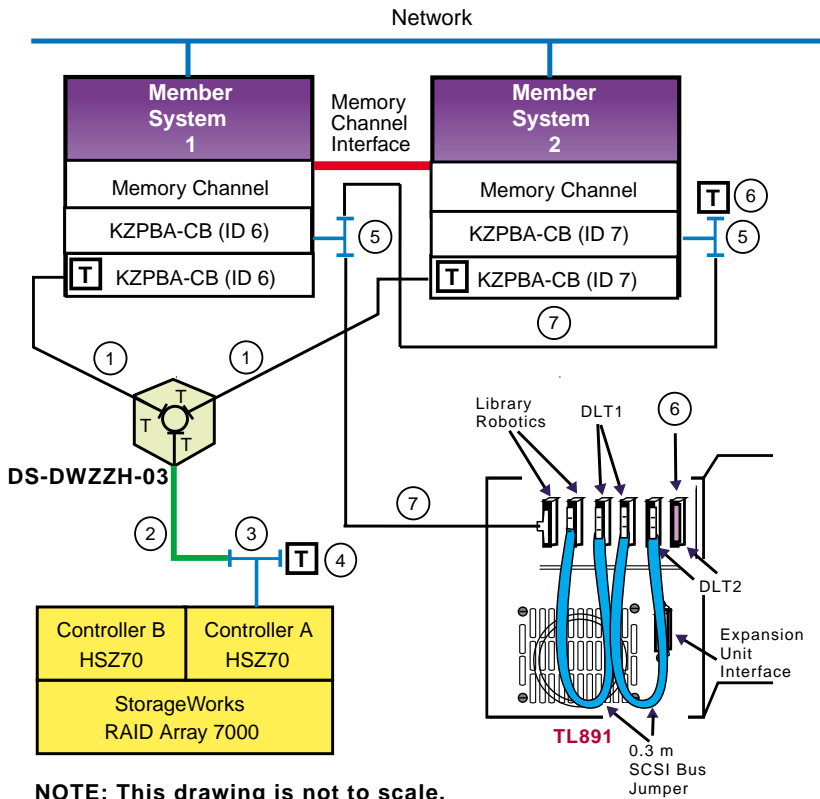 Network
Member
System
1
Memory
Channel
Interface
Member
System
2
Memory Channel
Memory Channel
T 6
KZPBA-CB (ID 6)
5
KZPBA-CB (ID 7)
5
T KZPBA-CB (ID 6)
T KZPBA-CB (ID 7)
7
1
1
T
T
T
DS-DWZZH-03
Library
Robotics
DLT1
6
7
2
3
T 4
DLT2
Controller B
HSZ70
Controller A
HSZ70
StorageWorks
RAID Array 7000
Expansion
Unit
Interface
TL891
0.3 m
SCSI Bus
Jumper
NOTE: This drawing is not to scale.